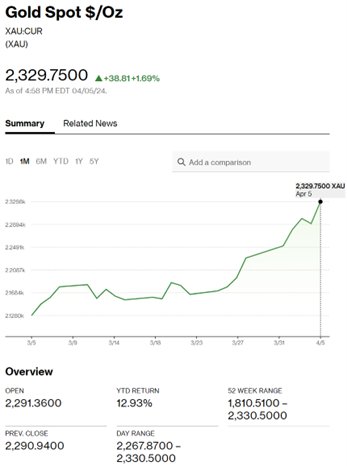 Gold Spot $/Oz
XAU:CUR
(XAU)
2,329.7500 ▲+38.81+1.69%
As of 4:58 PM EDT 04/05/24.
Summary Related News
1D 1M 6M YTD 1Y 5Y
Add a comparison
2,329.7500 XAU
Apr 5
2.3298k
2.2894k
2.2491k
2.2087k
2.1684k
2.1280k
3/5 3/9 3/14 3/18 3/23 3/27 3/31 4/5
Overview
OPEN YTD RETURN 52 WEEK RANGE
2,291.3600 12.93% 1,810.5100 –
2,330.5000
PREV. CLOSE DAY RANGE
2,290.9400 2,267.8700 –
2,330.5000